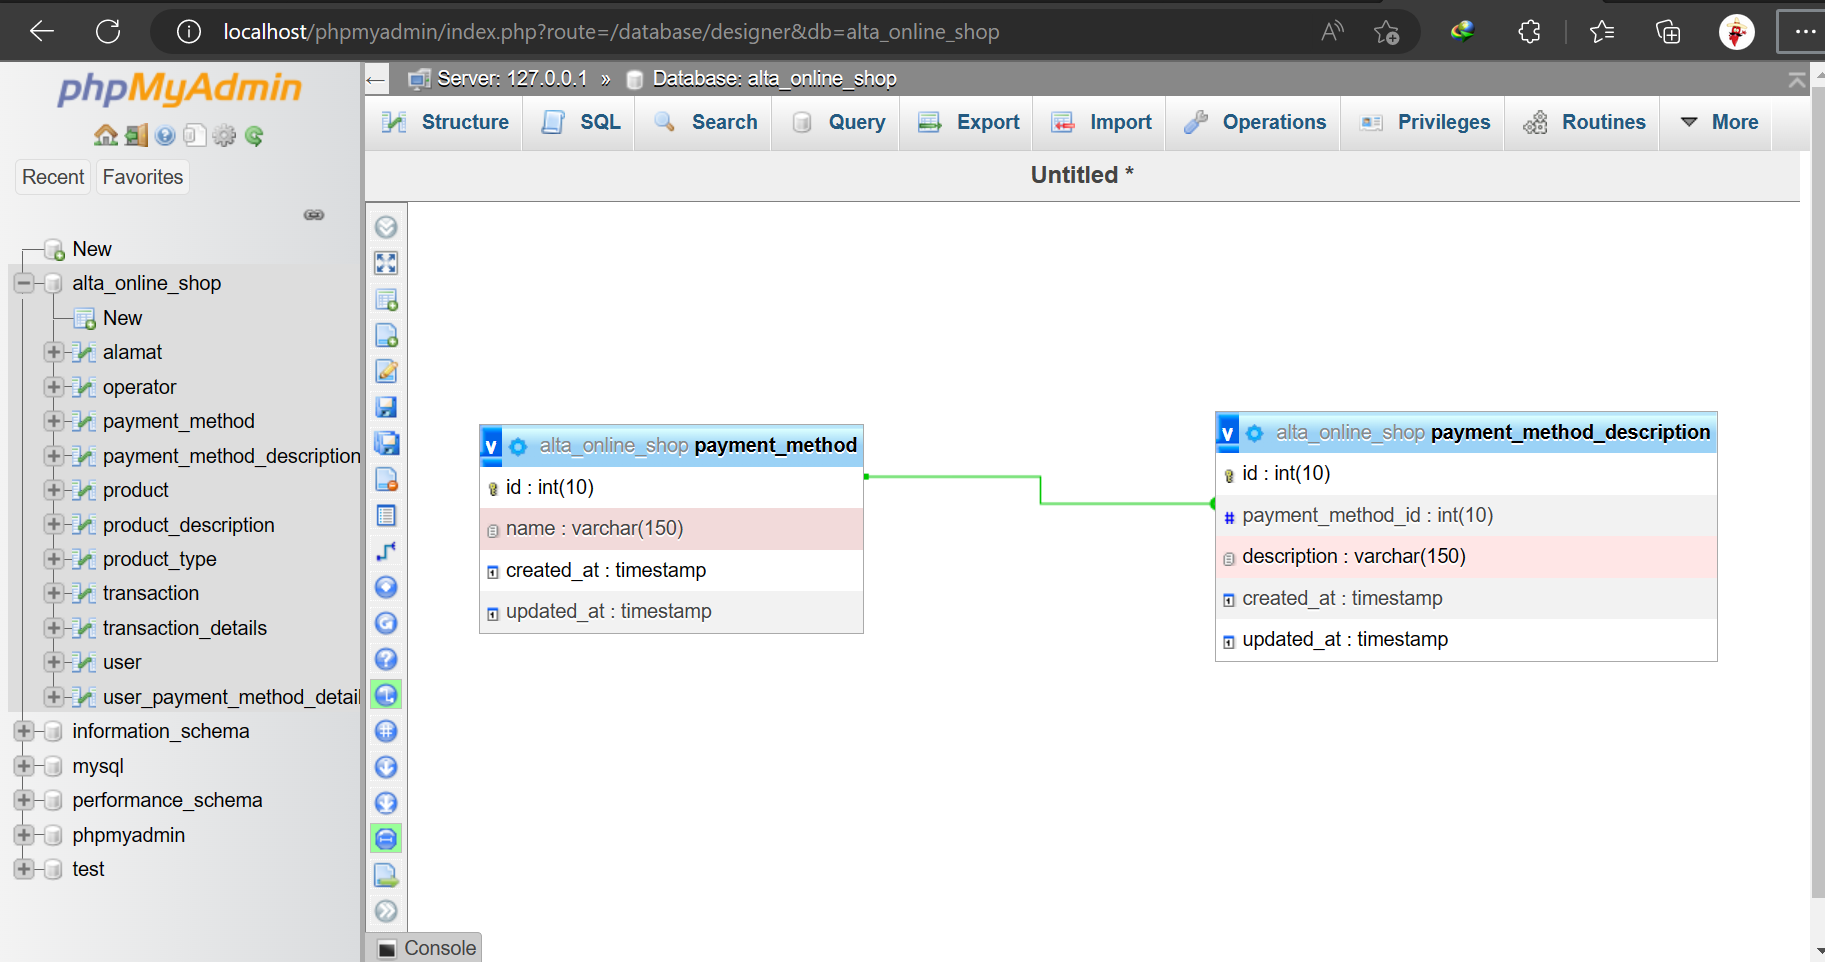 localhost/phpmyadmin/index.php?route=/database/designer&db=alta_online_shop
phpMyAdmin
Recent
Favorites
New
alta_online_shop
New
alamat
operator
payment_method
payment_method_description
product
product_description
product_type
transaction
transaction_details
user
user_payment_method_detail
information_schema
mysql
performance_schema
phpmyadmin
test
Server: 127.0.0.1 » Database: alta_online_shop
Structure
SQL
Search
Query
Export
Import
Operations
Privileges
Routines
More
Untitled *
v alta_online_shop payment_method
id : int(10)
name : varchar(150)
created_at : timestamp
updated_at : timestamp
v alta_online_shop payment_method_description
id : int(10)
# payment_method_id : int(10)
description : varchar(150)
created_at : timestamp
updated_at : timestamp
Console